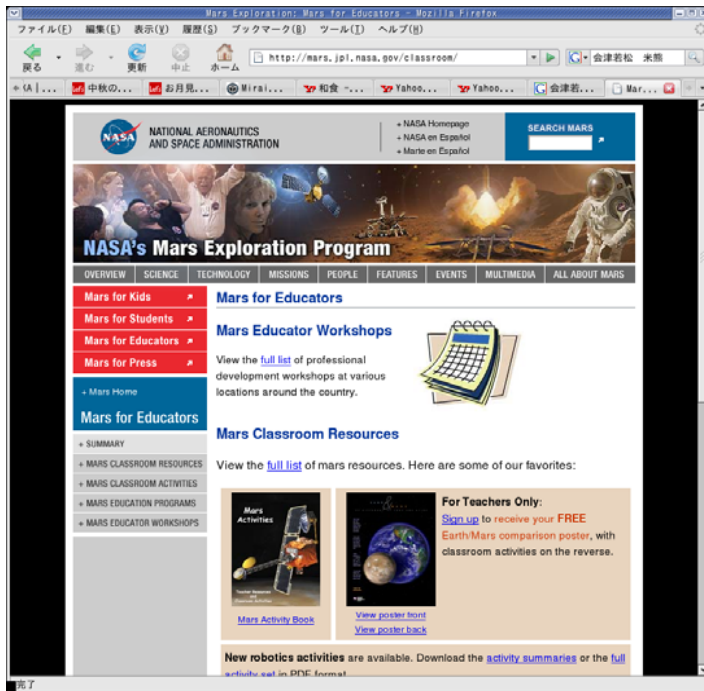 Mars Exploration: Mars for Educators - Mozilla Firefox
ファイル(F) 編集(E) 表示(V) 履歴(S) ブックマーク(B) ツール(T) ヘルプ(H)
戻る 進む 更新 中止 ホーム http://mars.jpl.nasa.gov/classroom/ 会津若松 米熊
中秋の... お月見... Mirai... 和食 -... Yahoo... Yahoo... 会津若... Mar...
NASA
NATIONAL AERONAUTICS
AND SPACE ADMINISTRATION
+ NASA Homepage
+ NASA en Español
+ Marte en Español
SEARCH MARS
NASA's Mars Exploration Program
OVERVIEW SCIENCE TECHNOLOGY MISSIONS PEOPLE FEATURES EVENTS MULTIMEDIA ALL ABOUT MARS
Mars for Kids
Mars for Students
Mars for Educators
Mars for Press
+ Mars Home
Mars for Educators
+ SUMMARY
+ MARS CLASSROOM RESOURCES
+ MARS CLASSROOM ACTIVITIES
+ MARS EDUCATION PROGRAMS
+ MARS EDUCATOR WORKSHOPS
Mars for Educators
Mars Educator Workshops
View the full list of professional
development workshops at various
locations around the country.
Mars Classroom Resources
View the full list of mars resources. Here are some of our favorites:
Mars
Activities
Teacher Resources
and
Classroom Activities
Mars Activity Book
View poster front
View poster back
For Teachers Only:
Sign up to receive your FREE
Earth/Mars comparison poster, with
classroom activities on the reverse.
New robotics activities are available. Download the activity summaries or the full
activity set in PDF format.
完了